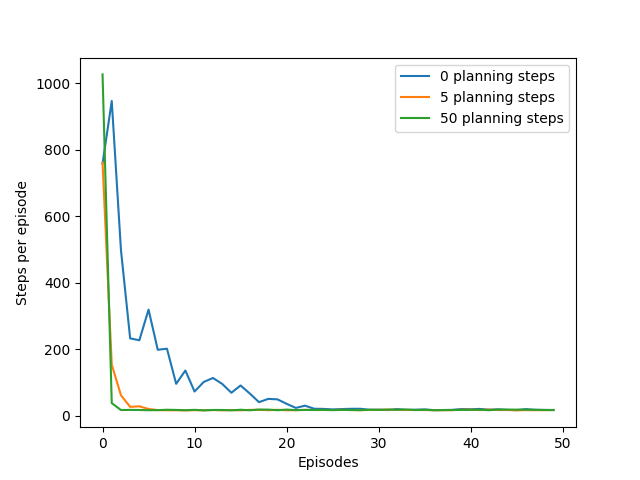 0 planning steps
5 planning steps
50 planning steps
1000
800
600
400
200
0
Steps per episode
0 10 20 30 40 50
Episodes